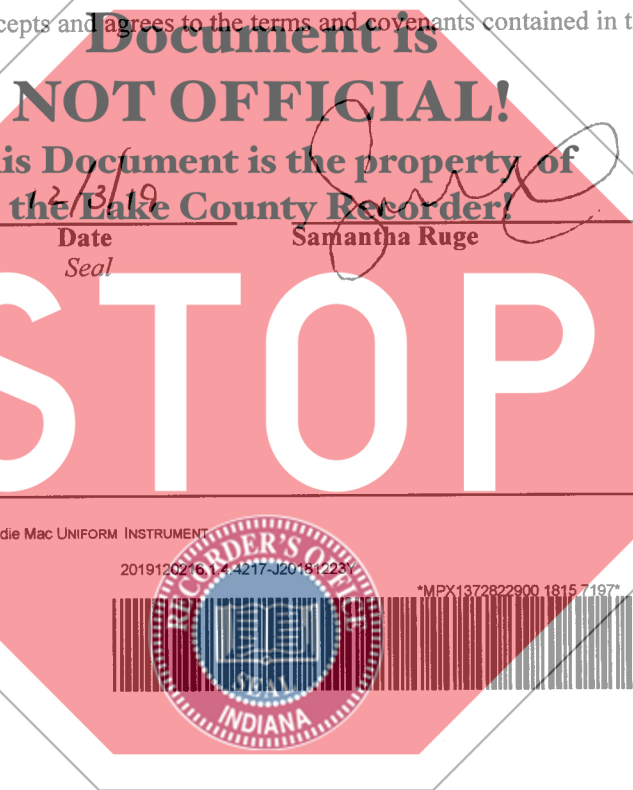 cepts and agrees to the terms and covenants contained in t
Document is
NOT OFFICIAL!
is Document is the property of
the Lake County Recorder!
12/3/19
Date
Samantha Ruge
Seal
STOP
die Mac UNIFORM INSTRUMENT
2019120216.1.4.4217-J20181223Y
*MPX1372822900 1815 7197*
RECORDER'S OFFICE
SEAL
INDIANA